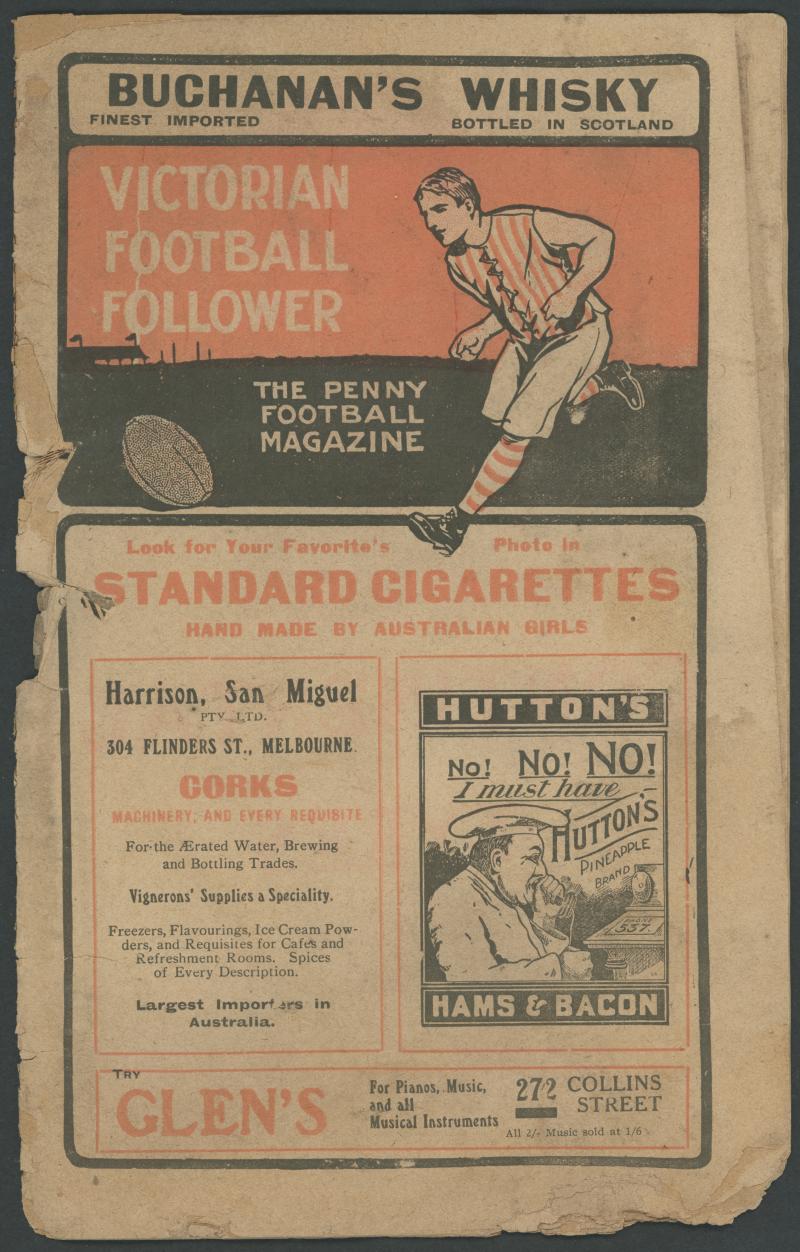 BUCHANAN'S WHISKY
FINEST IMPORTED BOTTLED IN SCOTLAND
VICTORIAN
FOOTBALL
FOLLOWER
THE PENNY
FOOTBALL
MAGAZINE
Look for Your Favorite's Photo in
STANDARD CIGARETTES
HAND MADE BY AUSTRALIAN GIRLS
Harrison, San Miguel
PTY. LTD.
304 FLINDERS ST., MELBOURNE.
CORKS
MACHINERY, AND EVERY REQUISITE
For the Ærated Water, Brewing
and Bottling Trades.
Vignerons' Supplies a Speciality.
Freezers, Flavourings, Ice Cream Pow-
ders, and Requisites for Cafes and
Refreshment Rooms. Spices
of Every Description.
Largest Importers in
Australia.
HUTTON'S
No! No! NO!
I must have
HUTTON'S
PINEAPPLE
BRAND
PHONE
537.
HAMS & BACON
TRY
GLEN'S
For Pianos, Music,
and all
Musical Instruments
272 COLLINS
STREET
All 2/- Music sold at 1/6